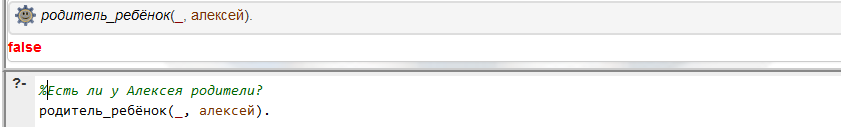 родитель_ребёнок(_, алексей).
false
?- %Есть ли у Алексея родители?
родитель_ребёнок(_, алексей).